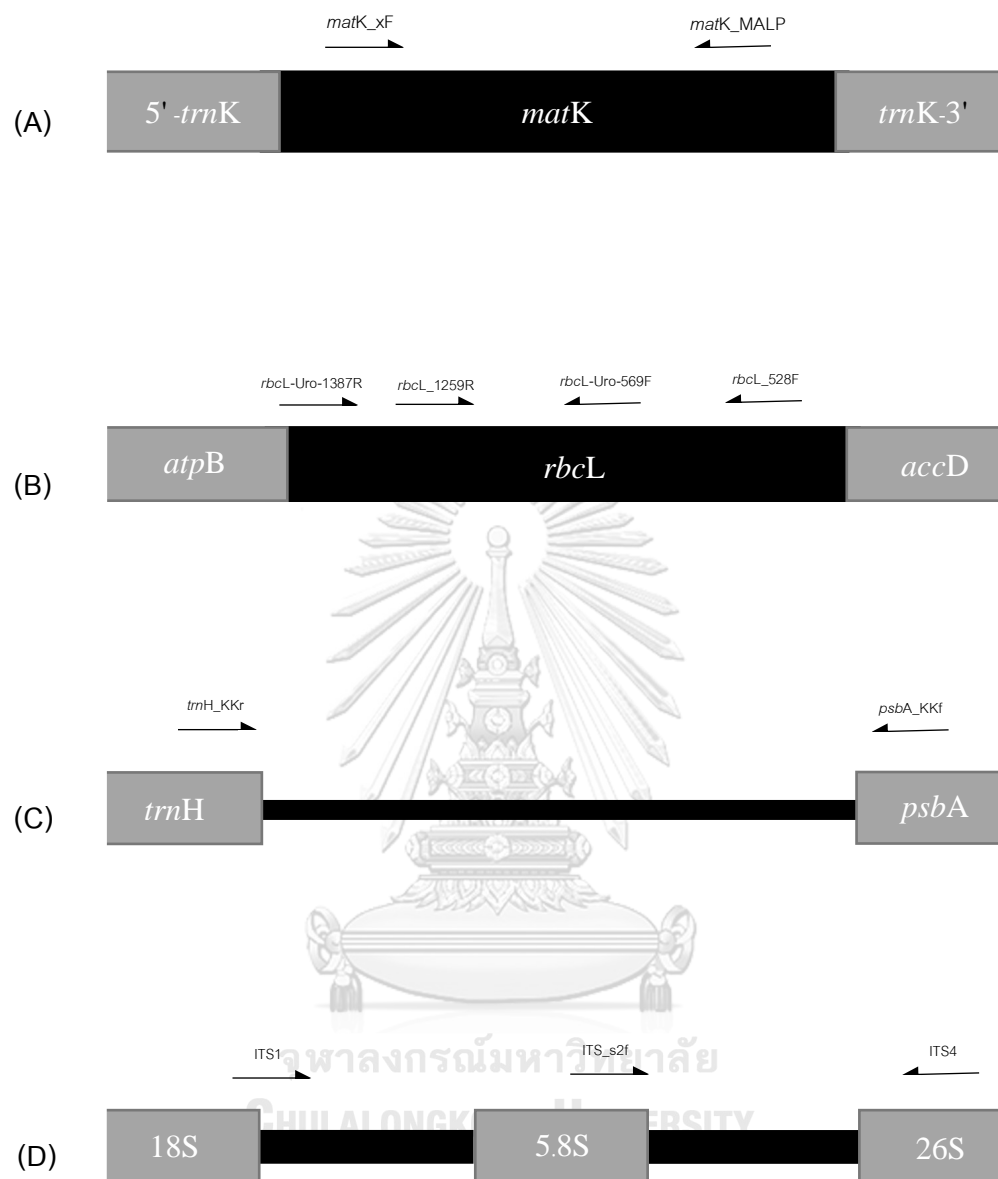 matK_xF matK_MALP
(A) 5' -trnK matK trnK-3'
rbcL-Uro-1387R rbcL_1259R rbcL-Uro-569F rbcL_528F
(B) atpB rbcL accD
trnH_KKr psbA_KKf
(C) trnH psbA
ITS1 ITS_s2f ITS4
จุฬาลงกรณ์มหาวิทยาลัย
CHULALONGKORN UNIVERSITY
(D) 18S 5.8S 26S